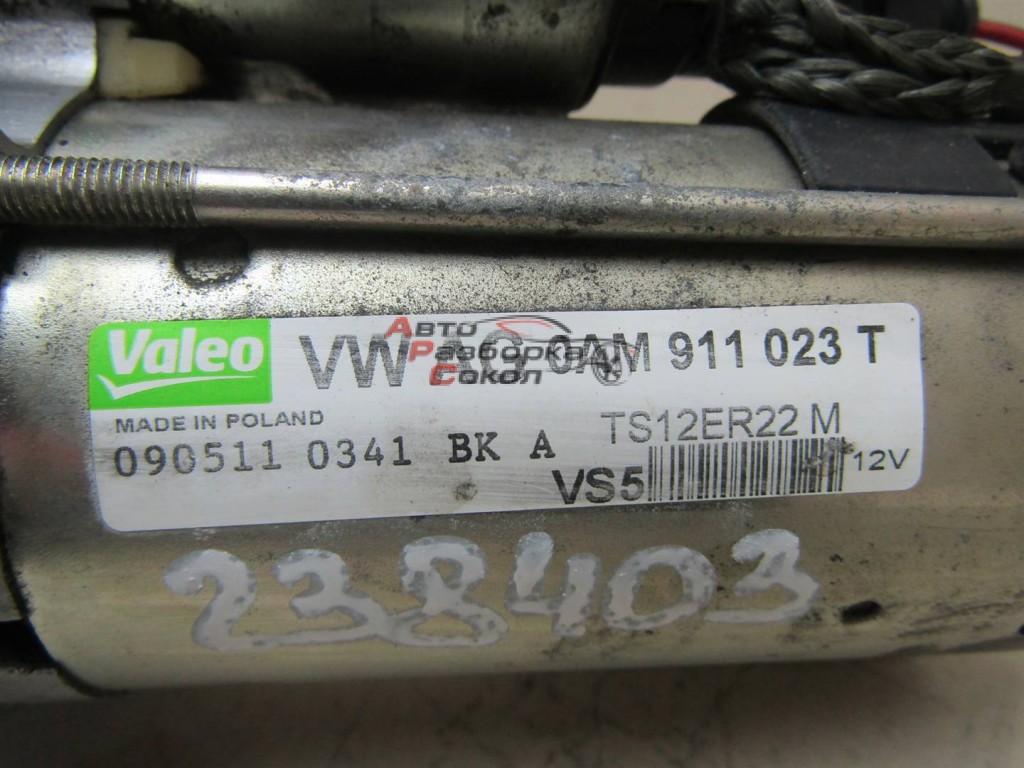 Valeo VW AG 0AM 911 023 T
Авто
Разборка
Сокол
MADE IN POLAND
TS12ER22 M
090511 0341 BK A
VS5 12V
238403